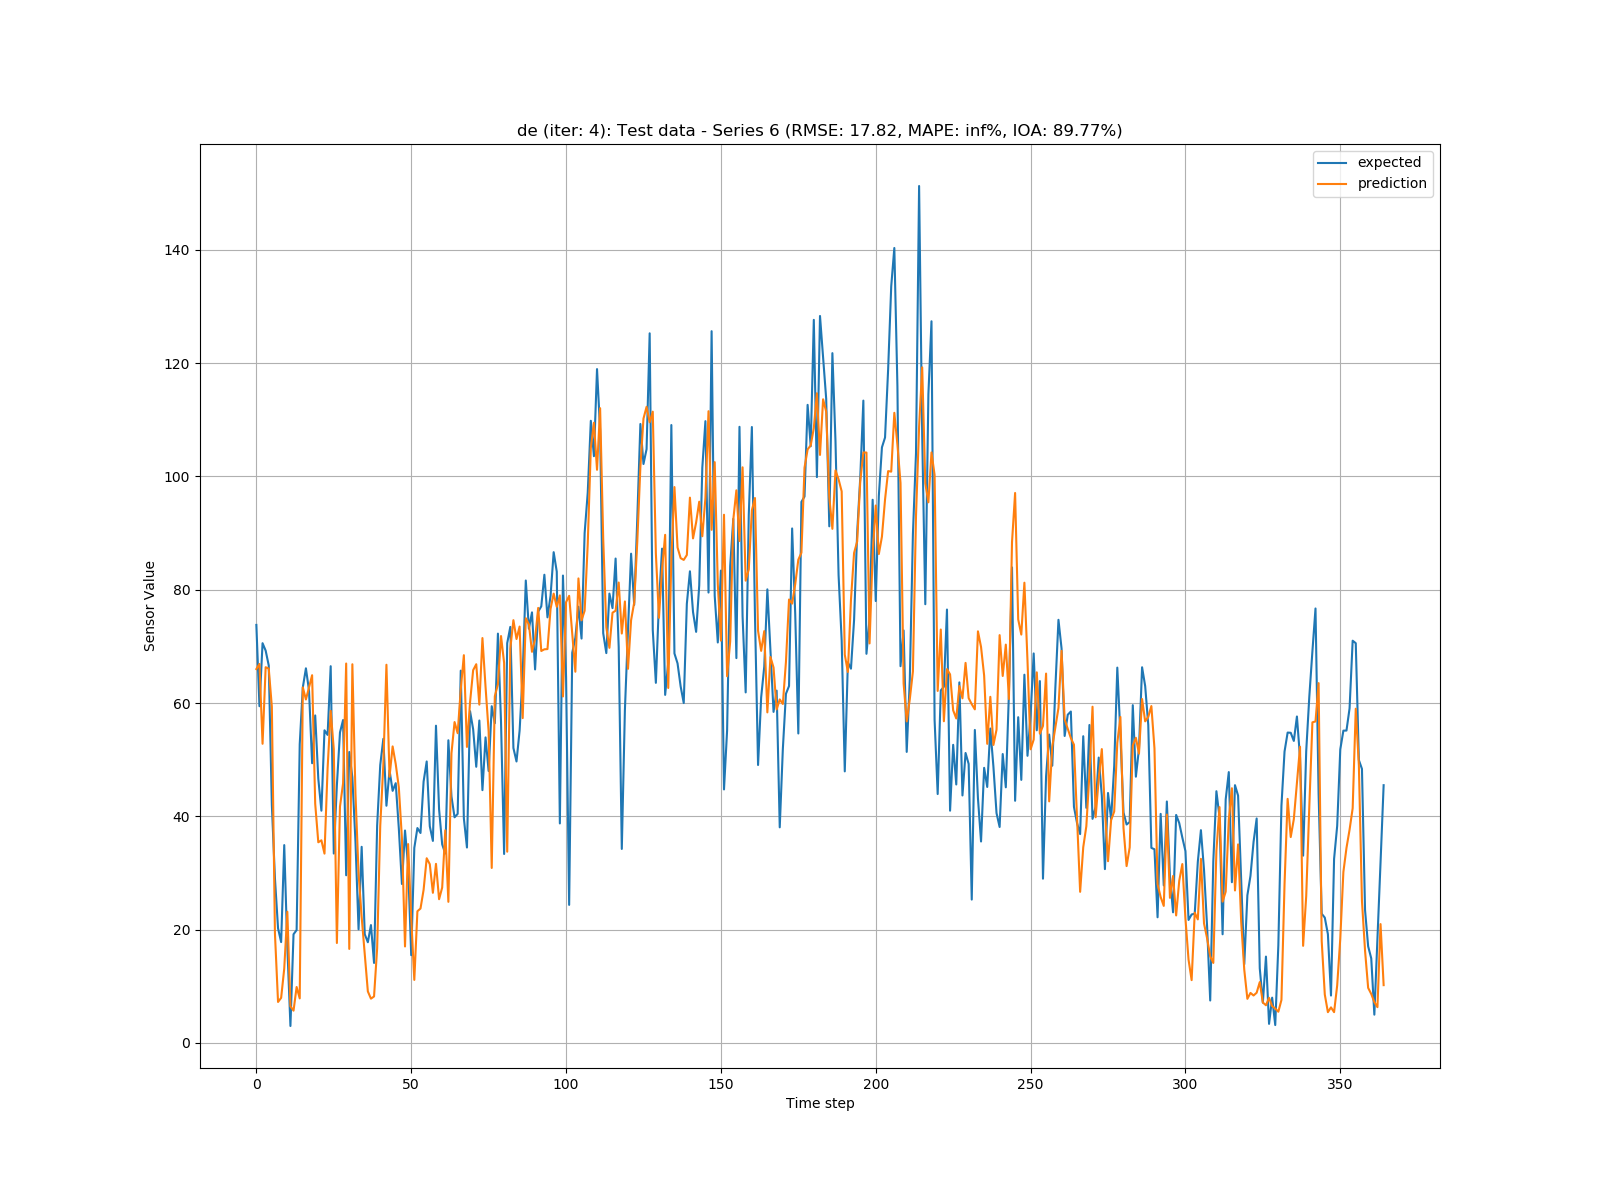 de (iter: 4): Test data - Series 6 (RMSE: 17.82, MAPE: inf%, IOA: 89.77%)
expected
prediction
140
120
100
80
60
40
20
0
Sensor Value
0 50 100 150 200 250 300 350
Time step